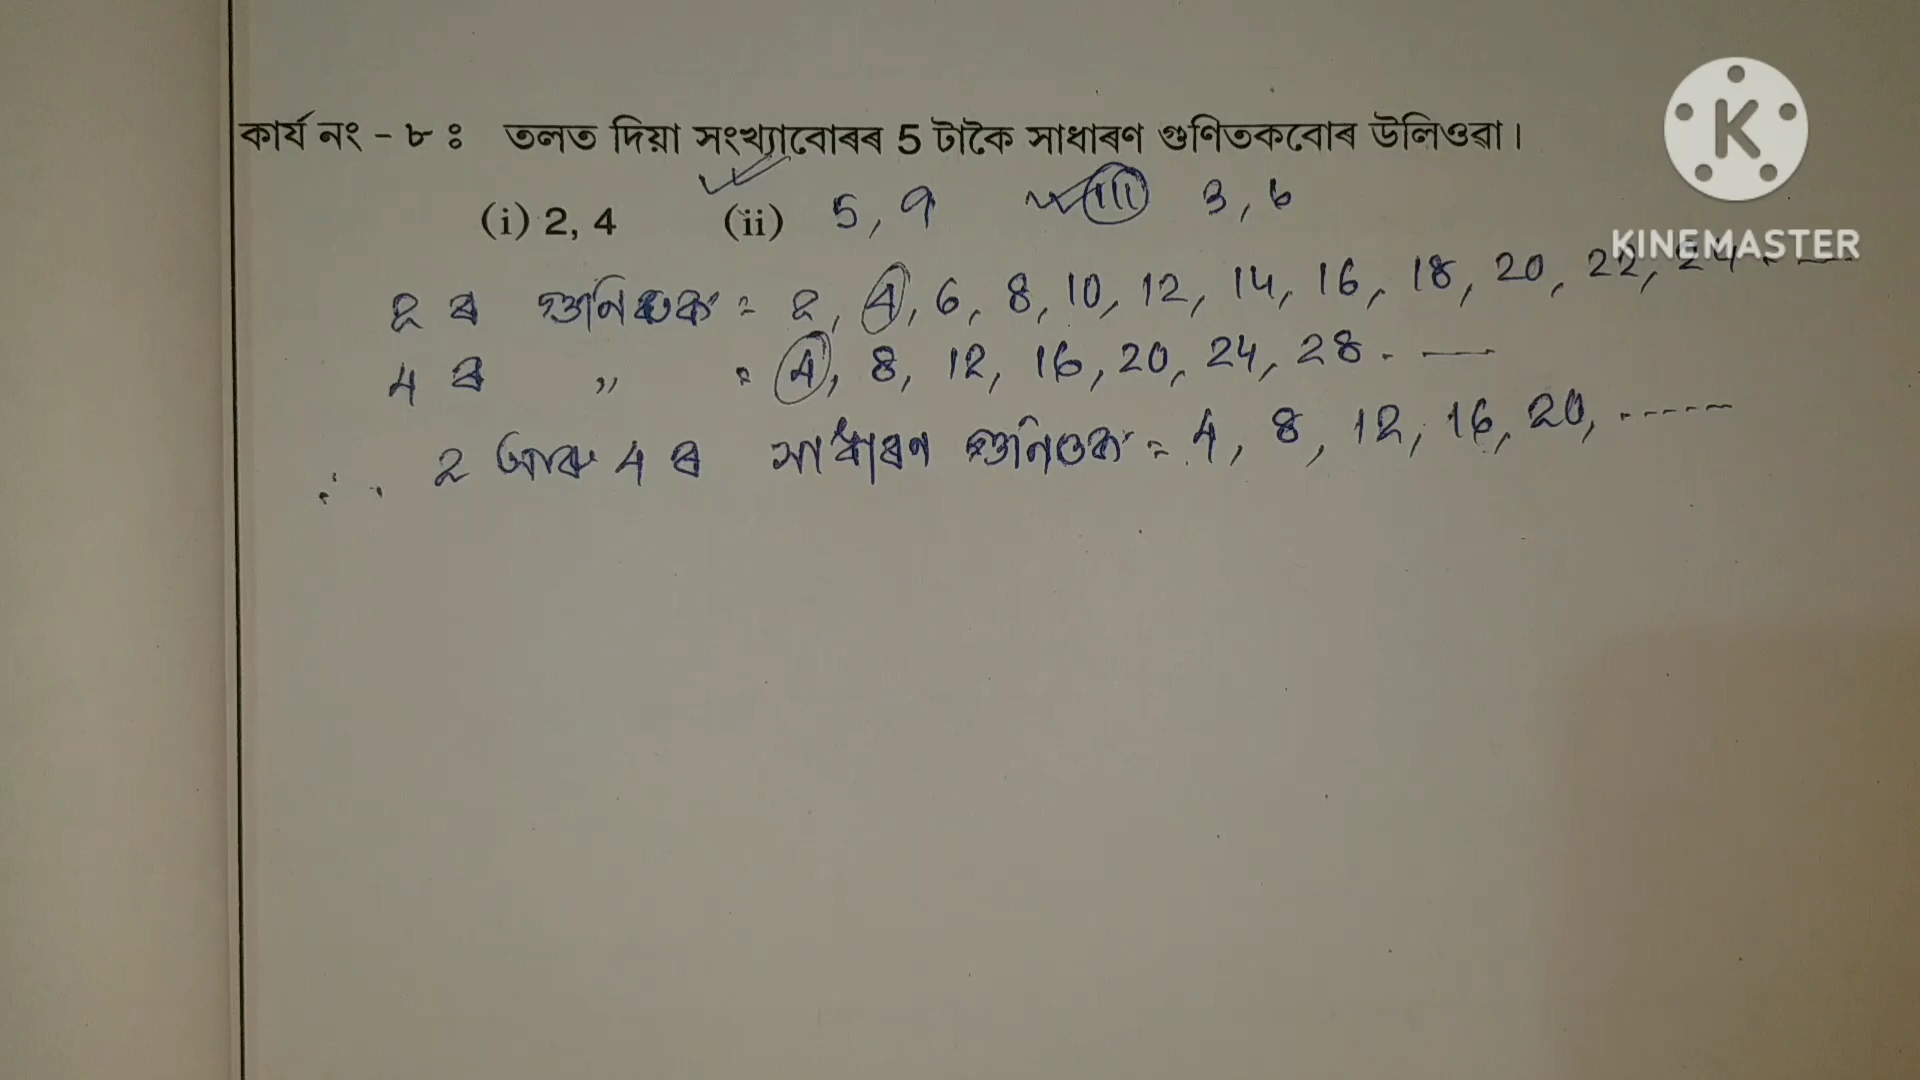 কাৰ্য নং - ৮ ঃ তলত দিয়া সংখ্যাবোৰৰ 5 টাকৈ সাধাৰণ গুণিতকবোৰ উলিওৱা।
(i) 2, 4 (ii) 5, 9 (iii) 3, 6
KINEMASTER
2 ৰ গুনিতক = 2, 4, 6, 8, 10, 12, 14, 16, 18, 20, 22, 24
4 ৰ " = 4, 8, 12, 16, 20, 24, 28
∴ 2 আৰু 4 ৰ সাধাৰন গুনিতক = 4, 8, 12, 16, 20, ......